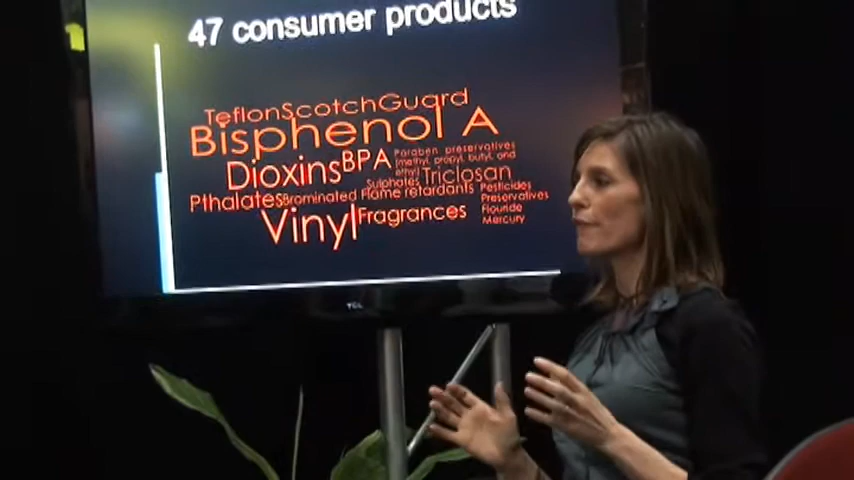 47 consumer products
TeflonScotchGuard
Bisphenol A
DioxinsBPA
Paraben preservatives
(methyl, propyl, butyl, and
ethyl)
Sulphates Triclosan
Pthalates Brominated Flame retardants
Pesticides
Preservatives
Flouride
Mercury
Vinyl Fragrances
TCL